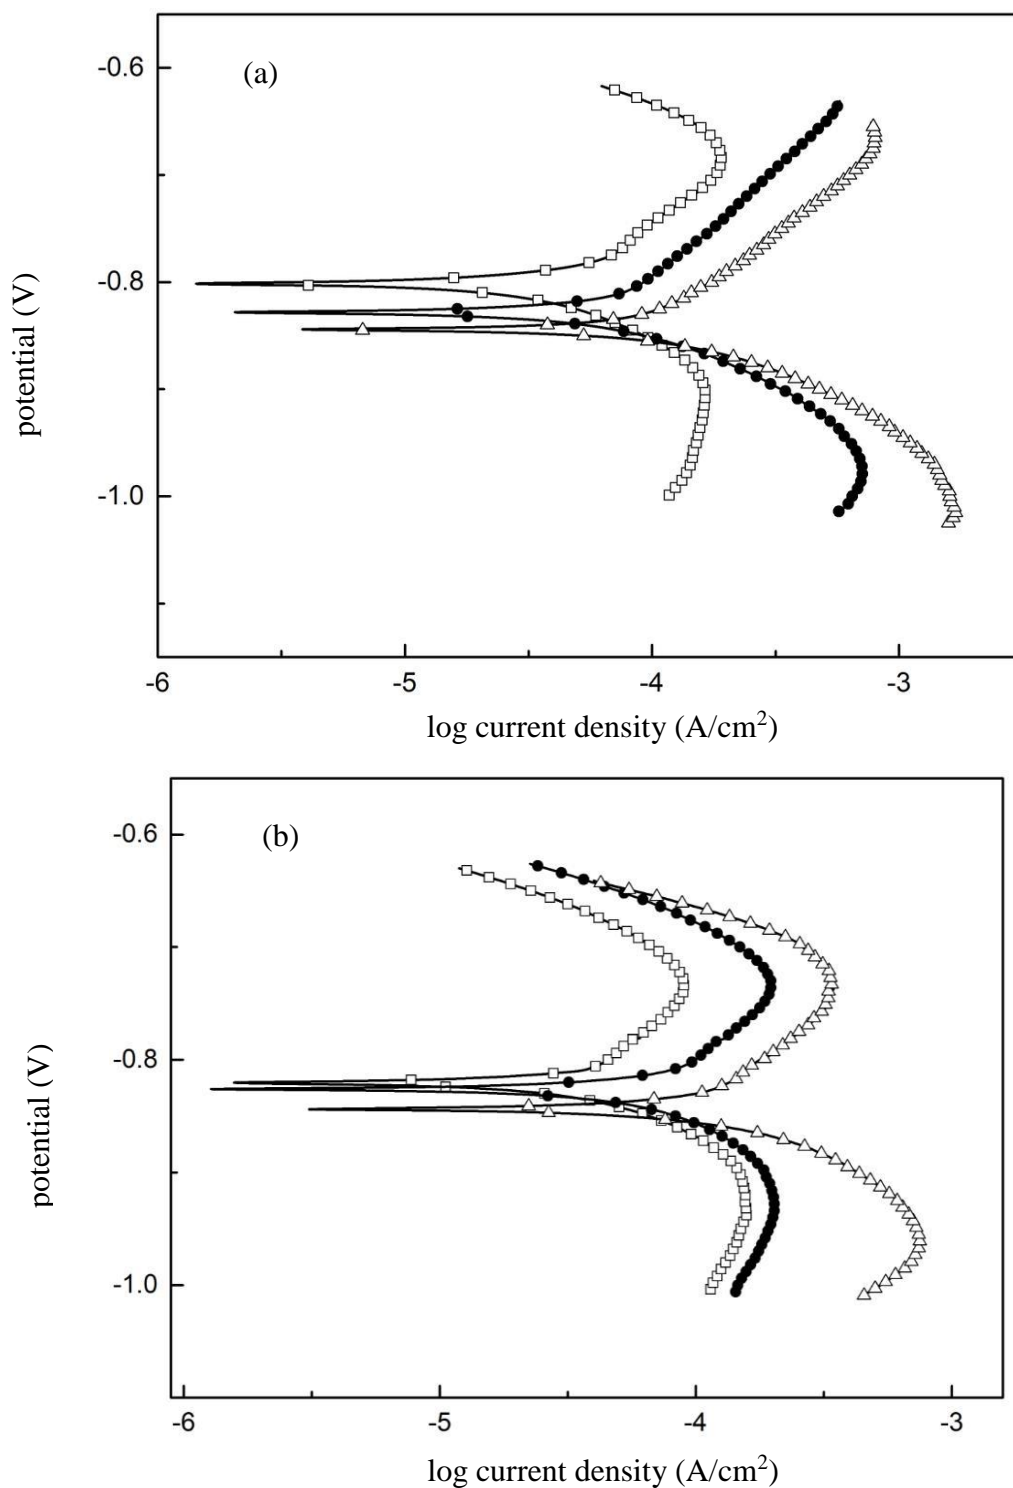 (a)
-0.6
-0.8
-1.0
potential (V)
-6
-5
-4
-3
log current density (A/cm²)
(b)
-0.6
-0.8
-1.0
potential (V)
-6
-5
-4
-3
log current density (A/cm²)